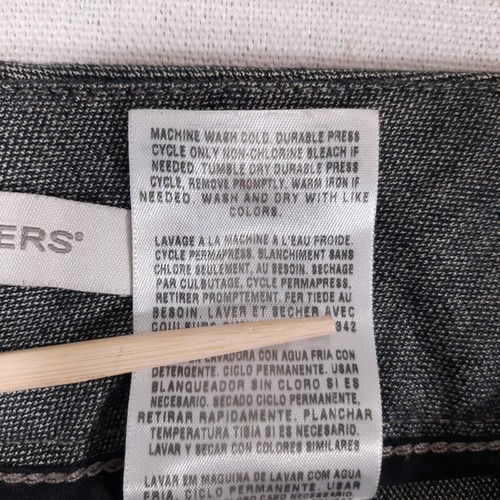 MACHINE WASH COLD. DURABLE PRESS
CYCLE ONLY NON-CHLORINE BLEACH IF
NEEDED. TUMBLE DRY DURABLE PRESS
CYCLE, REMOVE PROMPTLY. WARM IRON IF
NEEDED. WASH AND DRY WITH LIKE
COLORS.
ERS®
LAVAGE A LA MACHINE A L'EAU FROIDE.
CYCLE PERMAPRESS. BLANCHIMENT SANS
CHLORE SEULEMENT, AU BESOIN. SECHAGE
PAR CULBUTAGE, CYCLE PERMAPRESS.
RETIRER PROMPTEMENT. FER TIEDE AU
BESOIN. LAVER ET SECHER AVEC
342
EN LAVADORA CON AGUA FRIA CON
DETERGENTE. CICLO PERMANENTE. USAR
BLANQUEADOR SIN CLORO SI ES
NECESARIO. SECADO CICLO PERMANENTE,
RETIRAR RAPIDAMENTE. PLANCHAR
TEMPERATURA TIBIA SI ES NECESARIO.
LAVAR Y SECAR CON COLORES SIMILARES
LAVAR EM MAQUINA DE LAVAR COM
AGUA FRIA,